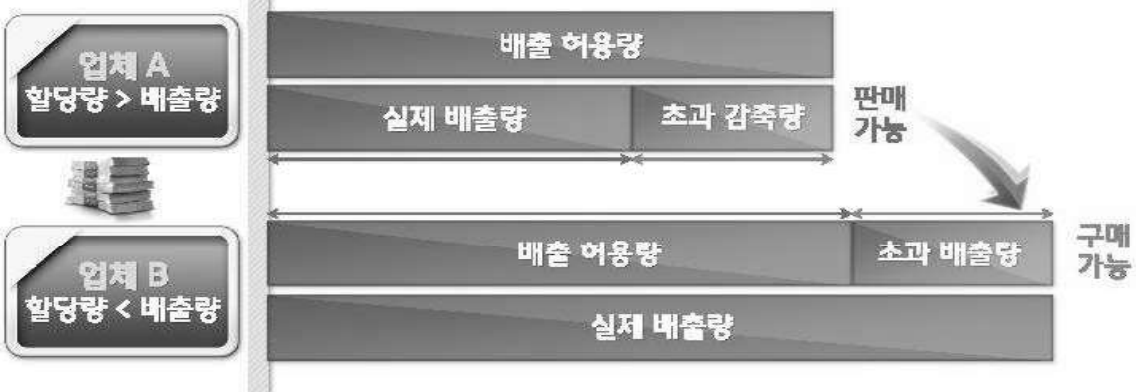 업체 A
할당량 > 배출량
배출 허용량
실제 배출량
초과 감축량
판매
가능
업체 B
할당량 < 배출량
배출 허용량
초과 배출량
구매
가능
실제 배출량